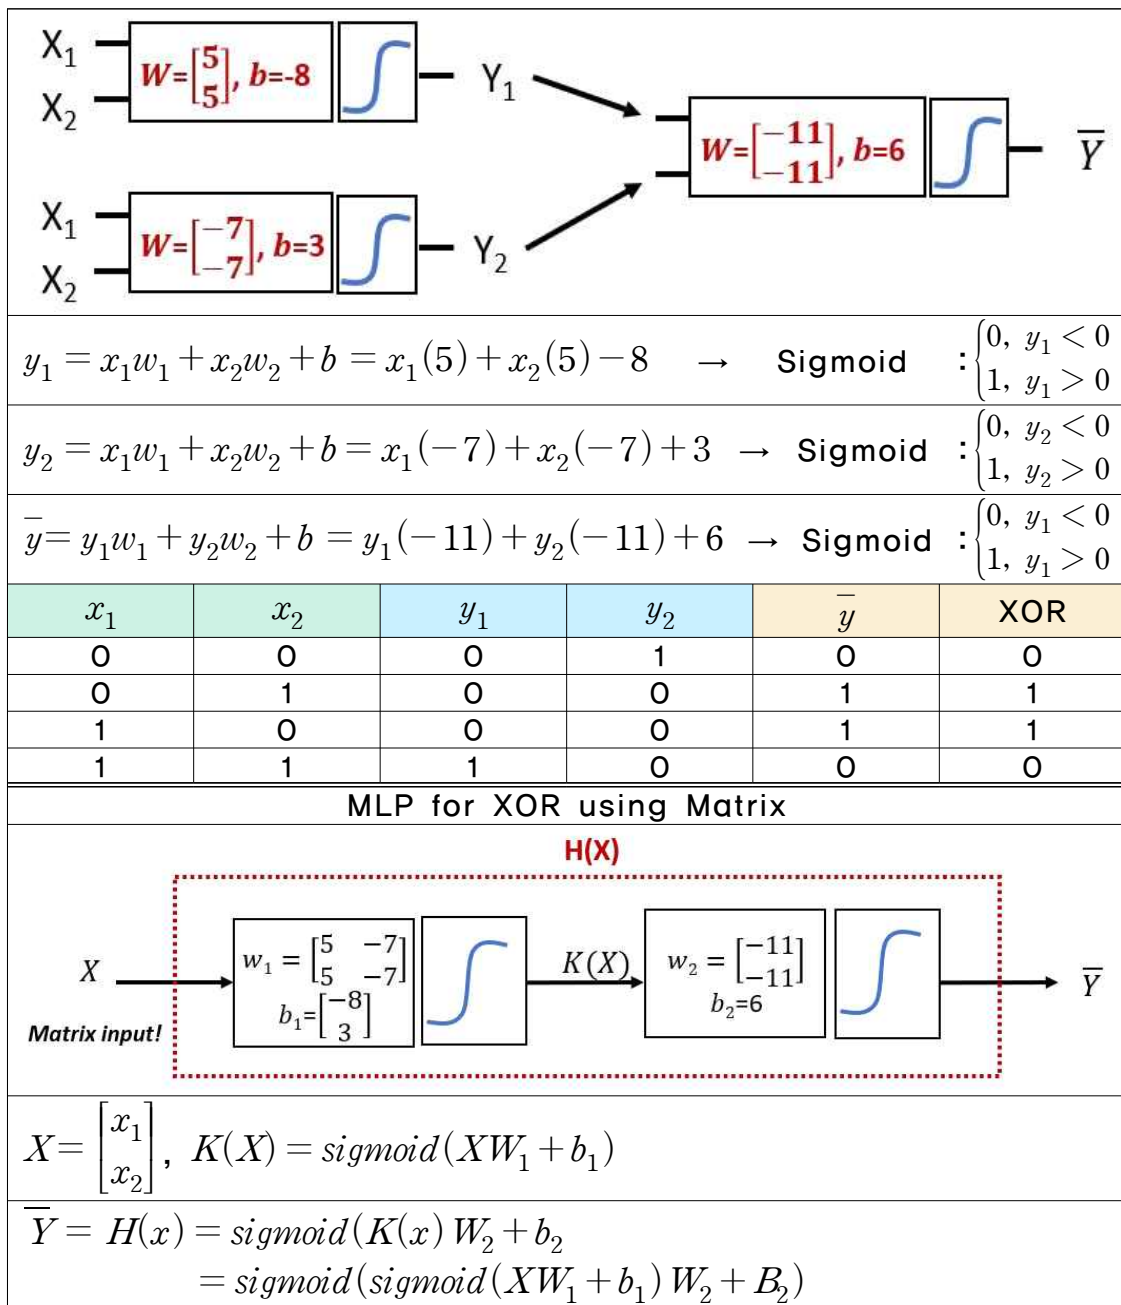 X₁
W=[5 5], b=-8
X₂
Y₁
W=[−11 −11], b=6
Y̅
X₁
W=[−7 −7], b=3
X₂
Y₂
y₁ = x₁w₁ + x₂w₂ + b = x₁(5) + x₂(5) − 8 → Sigmoid : {0, y₁ < 0 1, y₁ > 0
y₂ = x₁w₁ + x₂w₂ + b = x₁(−7) + x₂(−7) + 3 → Sigmoid : {0, y₂ < 0 1, y₂ > 0
y̅ = y₁w₁ + y₂w₂ + b = y₁(−11) + y₂(−11) + 6 → Sigmoid : {0, y₁ < 0 1, y₁ > 0
x₁ x₂ y₁ y₂ y̅ XOR
0 0 0 1 0 0
0 1 0 0 1 1
1 0 0 0 1 1
1 1 1 0 0 0
MLP for XOR using Matrix
H(X)
X
Matrix input!
w₁ = [5 −7 5 −7]
b₁=[−8 3]
K(X)
w₂ = [−11 −11]
b₂=6
Y̅
X = [x₁ x₂], K(X) = sigmoid(XW₁ + b₁)
Y̅ = H(x) = sigmoid(K(x) W₂ + b₂
= sigmoid(sigmoid(XW₁ + b₁) W₂ + B₂)